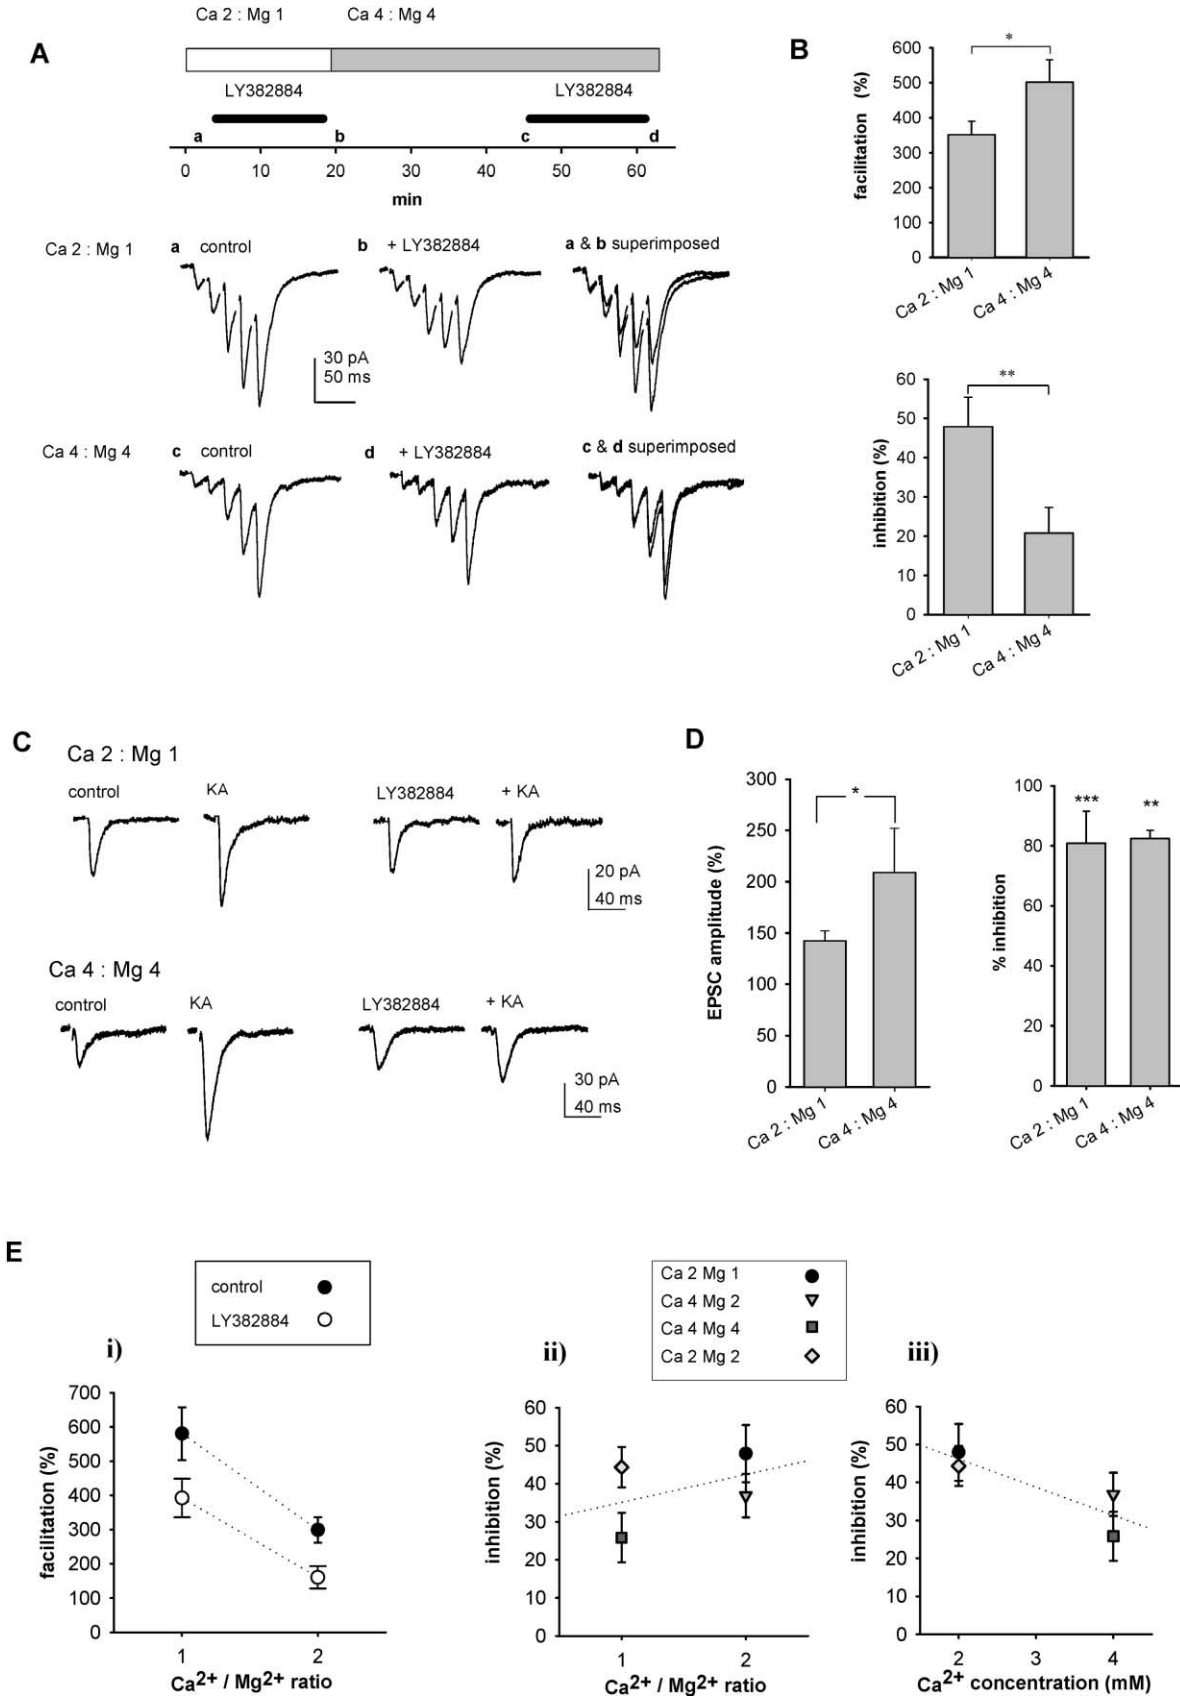 Ca 2 : Mg 1 Ca 4 : Mg 4
A
LY382884 LY382884
a b c d
0 10 20 30 40 50 60
min
Ca 2 : Mg 1 a control b + LY382884 a & b superimposed
30 pA
50 ms
Ca 4 : Mg 4 c control d + LY382884 c & d superimposed
B
*
600
500
400
300
200
100
0
facilitation (%)
Ca 2 : Mg 1 Ca 4 : Mg 4
**
60
50
40
30
20
10
0
inhibition (%)
Ca 2 : Mg 1 Ca 4 : Mg 4
C
Ca 2 : Mg 1
control KA LY382884 + KA
20 pA
40 ms
Ca 4 : Mg 4
control KA LY382884 + KA
30 pA
40 ms
D
*
300
250
200
150
100
50
0
EPSC amplitude (%)
Ca 2 : Mg 1 Ca 4 : Mg 4
*** **
100
80
60
40
20
0
% inhibition
Ca 2 : Mg 1 Ca 4 : Mg 4
E
control
LY382884
i)
700
600
500
400
300
200
100
0
facilitation (%)
1 2
Ca2+ / Mg2+ ratio
Ca 2 Mg 1
Ca 4 Mg 2
Ca 4 Mg 4
Ca 2 Mg 2
ii)
60
50
40
30
20
10
0
inhibition (%)
1 2
Ca2+ / Mg2+ ratio
iii)
60
50
40
30
20
10
0
inhibition (%)
2 3 4
Ca2+ concentration (mM)